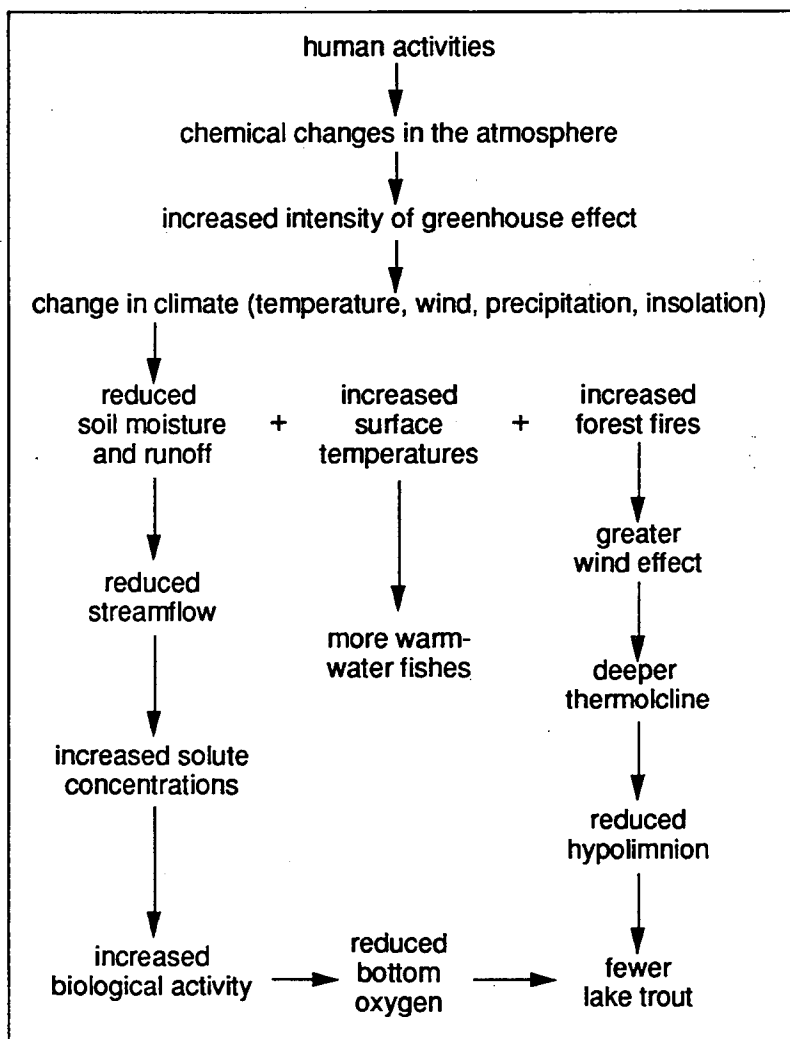 human activities
chemical changes in the atmosphere
increased intensity of greenhouse effect
change in climate (temperature, wind, precipitation, insolation)
reduced
soil moisture
and runoff
+
increased
surface
temperatures
+
increased
forest fires
greater
wind effect
reduced
streamflow
more warm-
water fishes
deeper
thermolcline
increased solute
concentrations
reduced
hypolimnion
increased
biological activity
reduced
bottom
oxygen
fewer
lake trout